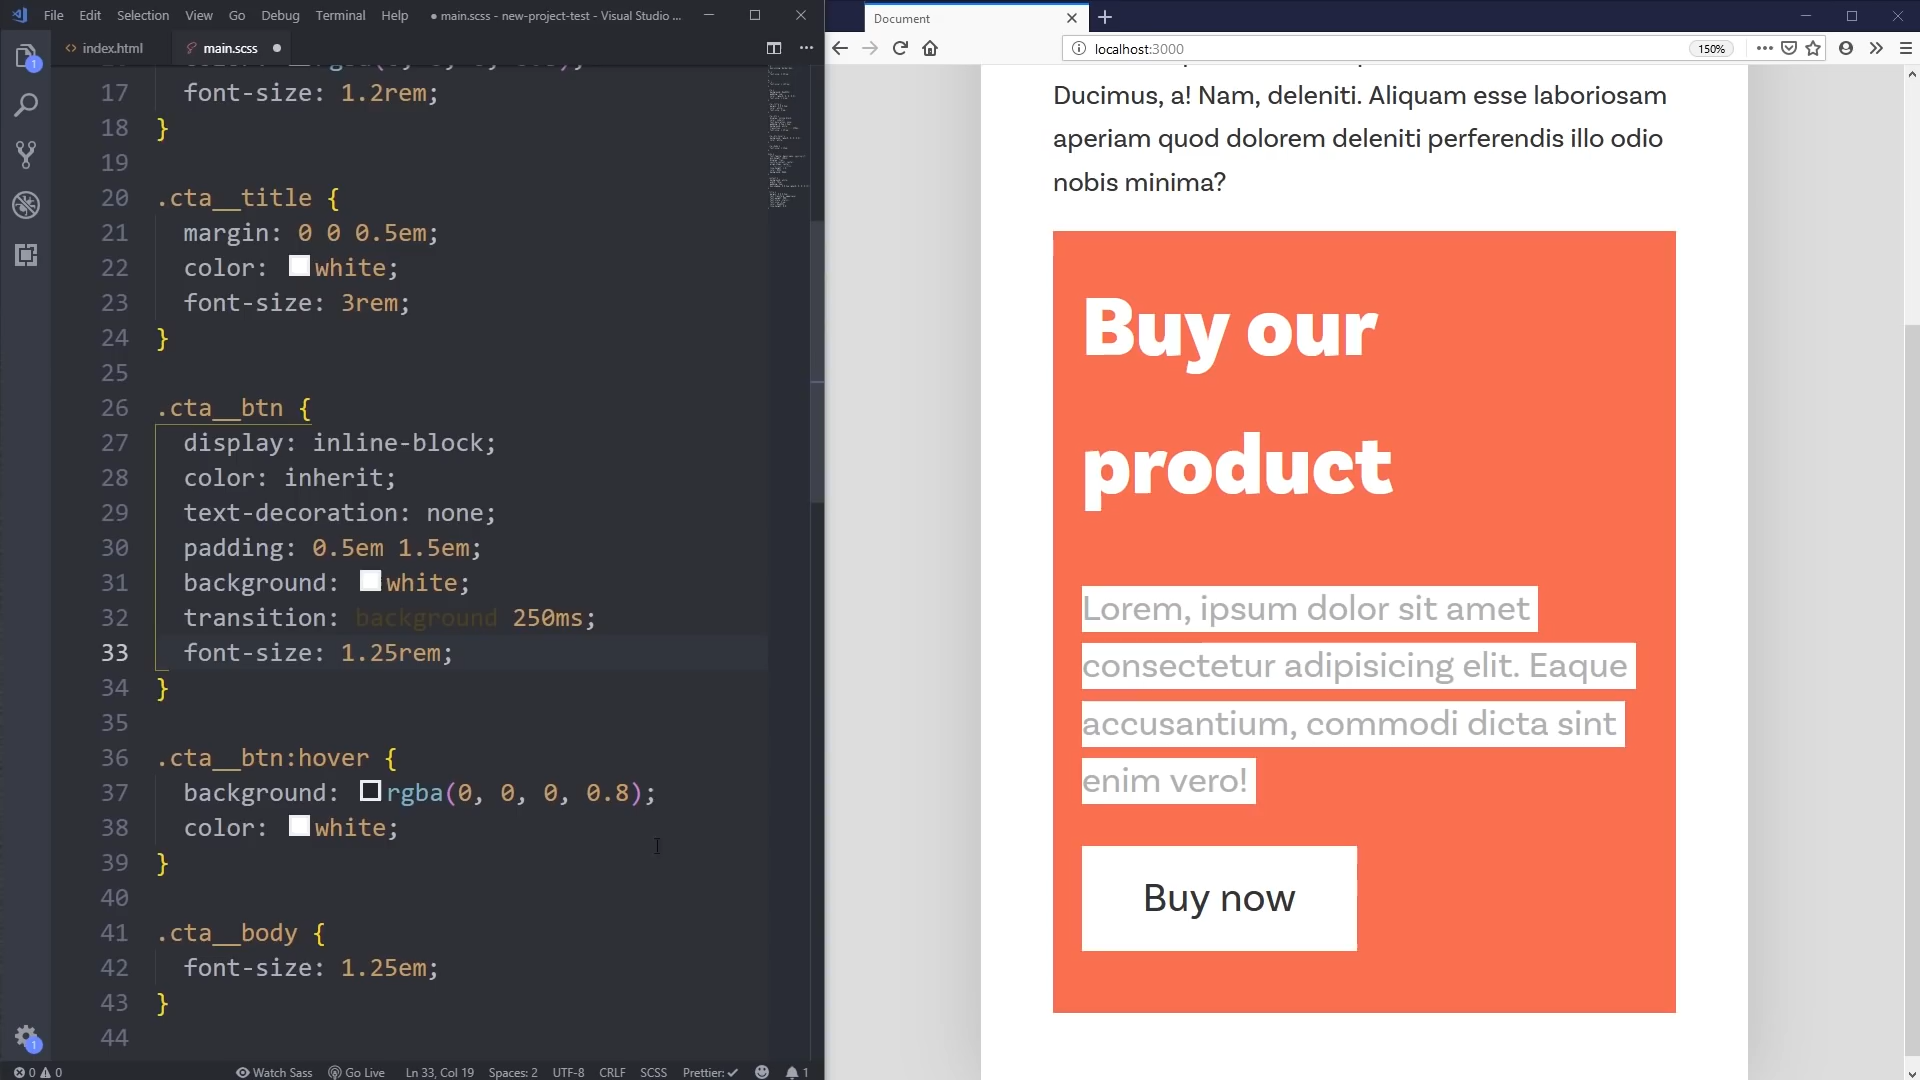 File Edit Selection View Go Debug Terminal Help ● main.scss - new-project-test - Visual Studio ...
index.html main.scss
17 font-size: 1.2rem;
18 }
19
20 .cta__title {
21 margin: 0 0 0.5em;
22 color: white;
23 font-size: 3rem;
24 }
25
26 .cta__btn {
27 display: inline-block;
28 color: inherit;
29 text-decoration: none;
30 padding: 0.5em 1.5em;
31 background: white;
32 transition: background 250ms;
33 font-size: 1.25rem;
34 }
35
36 .cta__btn:hover {
37 background: rgba(0, 0, 0, 0.8);
38 color: white;
39 }
40
41 .cta__body {
42 font-size: 1.25em;
43 }
44
0 0 Watch Sass Go Live Ln 33, Col 19 Spaces: 2 UTF-8 CRLF SCSS Prettier: ✓ 1
Document
localhost:3000 150%
Ducimus, a! Nam, deleniti. Aliquam esse laboriosam
aperiam quod dolorem deleniti perferendis illo odio
nobis minima?
Buy our
product
Lorem, ipsum dolor sit amet
consectetur adipisicing elit. Eaque
accusantium, commodi dicta sint
enim vero!
Buy now